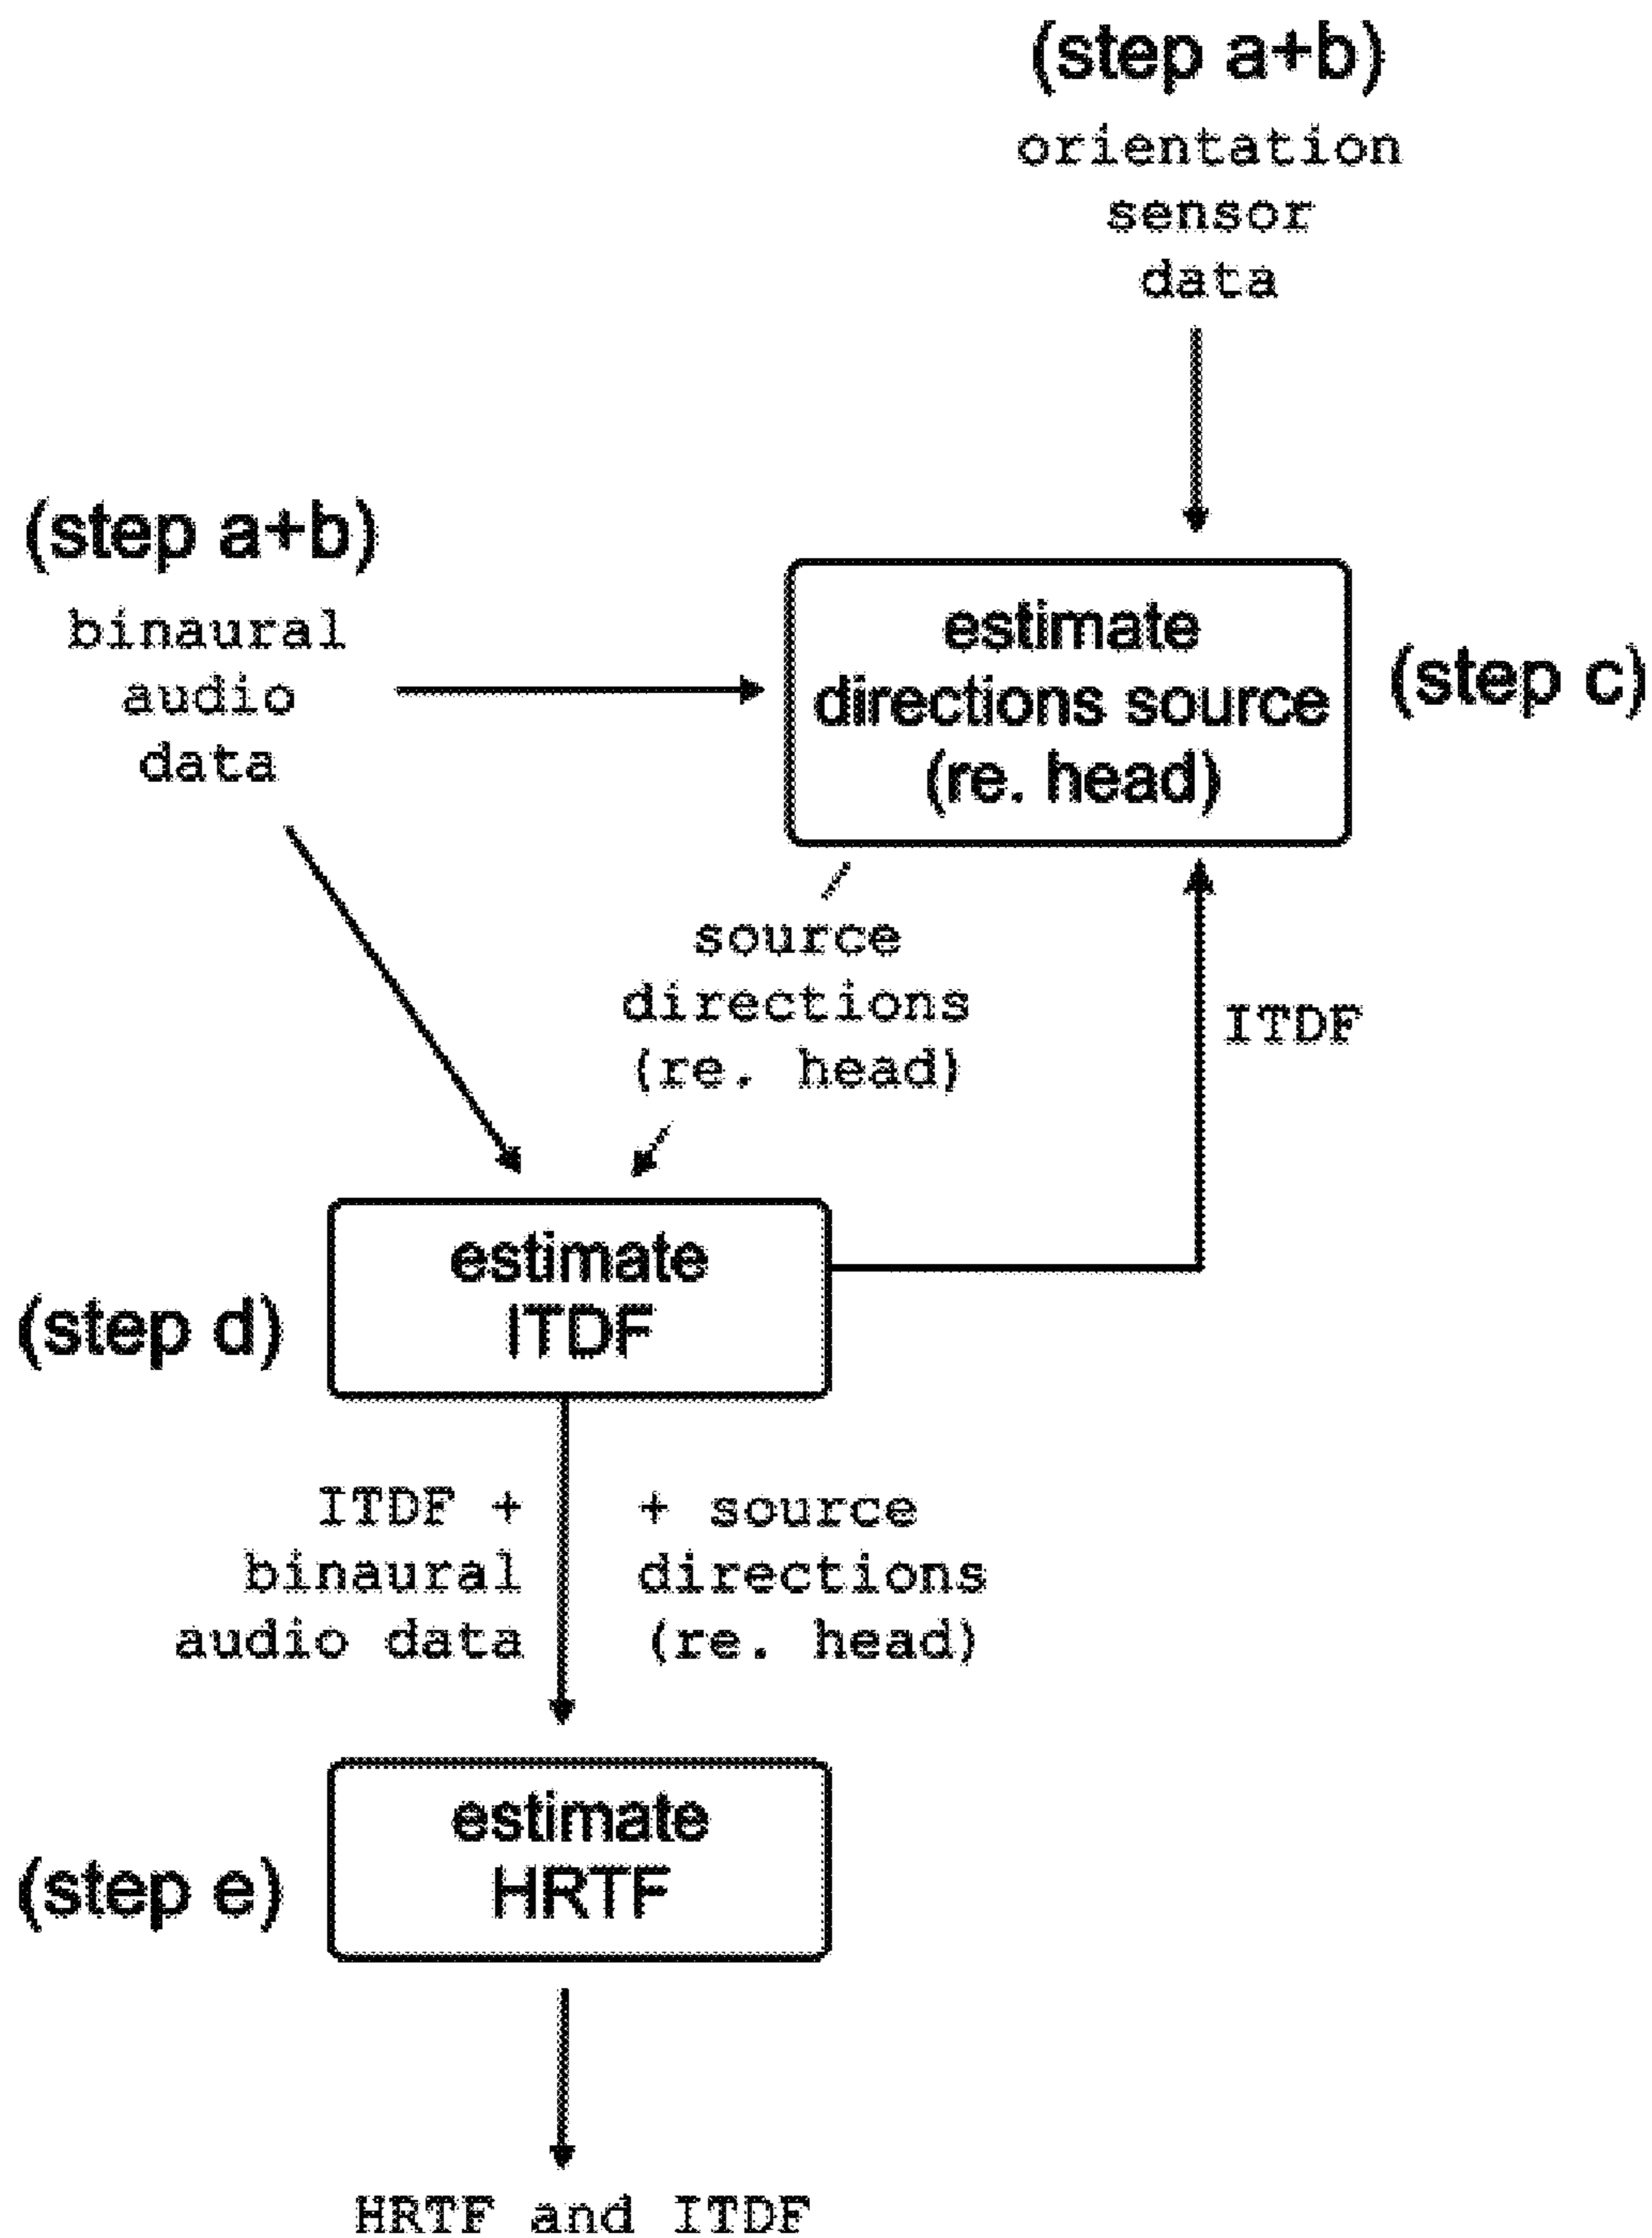 (step a+b)
orientation
sensor
data
(step a+b)
binaural
audio
data
estimate
directions source
(re. head)
(step c)
source
directions
(re. head)
ITDF
estimate
ITDF
(step d)
ITDF +
binaural
audio data
+ source
directions
(re. head)
estimate
HRTF
(step e)
HRTF and ITDF